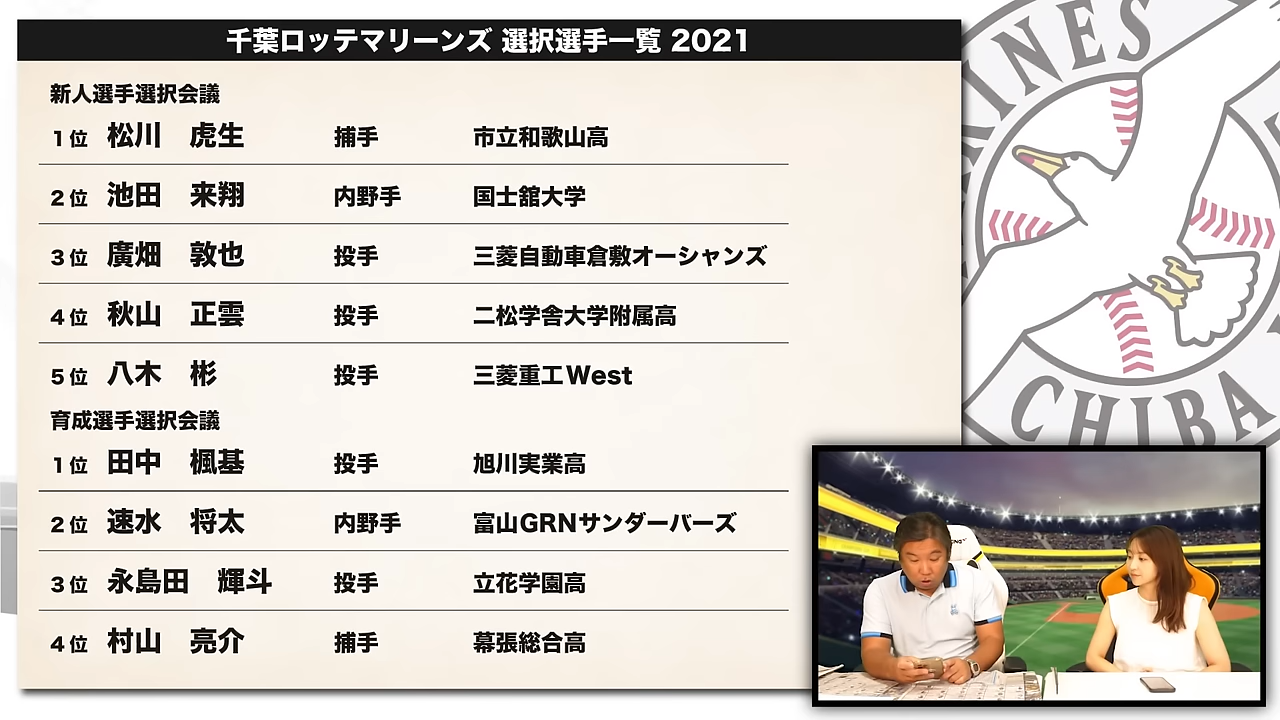 千葉ロッテマリーンズ 選択選手一覧 2021
新人選手選択会議
1位 松川 虎生 捕手 市立和歌山高
2位 池田 来翔 内野手 国士舘大学
3位 廣畑 敦也 投手 三菱自動車倉敷オーシャンズ
4位 秋山 正雲 投手 二松学舎大学附属高
5位 八木 彬 投手 三菱重工West
育成選手選択会議
1位 田中 楓基 投手 旭川実業高
2位 速水 将太 内野手 富山GRNサンダーバーズ
3位 永島田 輝斗 投手 立花学園高
4位 村山 亮介 捕手 幕張総合高
INES
CHIBA